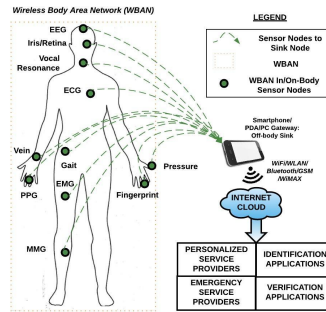 Wireless Body Area Network (WBAN)
EEG
Iris/Retina
Vocal
Resonance
ECG
Vein
Gait
Pressure
PPG
EMG
Fingerprint
MMG
LEGEND
Sensor Nodes to
Sink Node
WBAN
WBAN In/On-Body
Sensor Nodes
Smartphone/
PDA/PC Gateway:
Off-body Sink
WiFi/WLAN/
Bluetooth/GSM
/WiMAX
INTERNET
CLOUD
PERSONALIZED
SERVICE
PROVIDERS
IDENTIFICATION
APPLICATIONS
EMERGENCY
SERVICE
PROVIDERS
VERIFICATION
APPLICATIONS